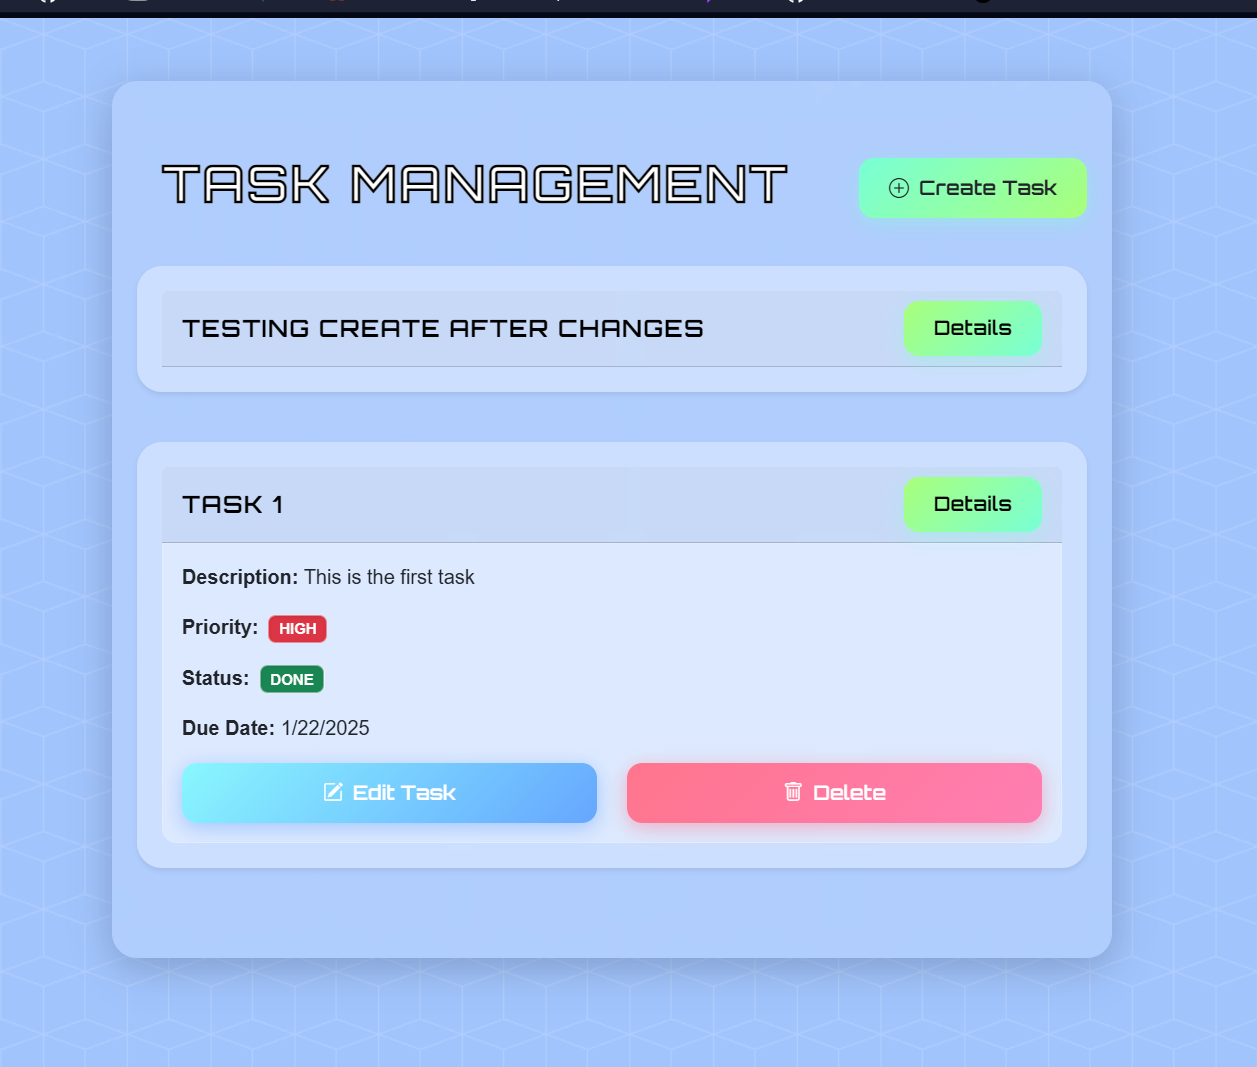 TASK MANAGEMENT
Create Task
TESTING CREATE AFTER CHANGES
Details
TASK 1
Details
Description: This is the first task
Priority: HIGH
Status: DONE
Due Date: 1/22/2025
Edit Task
Delete